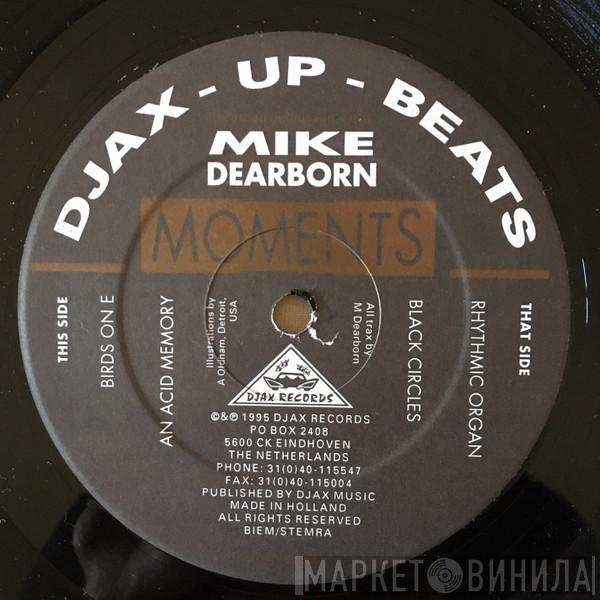 DJAX - UP - BEATS
MIKE
DEARBORN
MOMENTS
THIS SIDE
BIRDS ON E
AN ACID MEMORY
Illustrations by
A Oldham, Detroit,
USA
All trax by
M Dearborn
BLACK CIRCLES
RHYTHMIC ORGAN
THAT SIDE
DJAX RECORDS
©&℗ 1995 DJAX RECORDS
PO BOX 2408
5600 CK EINDHOVEN
THE NETHERLANDS
PHONE: 31(0)40-115547
FAX: 31(0)40-115004
PUBLISHED BY DJAX MUSIC
MADE IN HOLLAND
ALL RIGHTS RESERVED
BIEM/STEMRA
МАРКЕТ ВИНИЛА